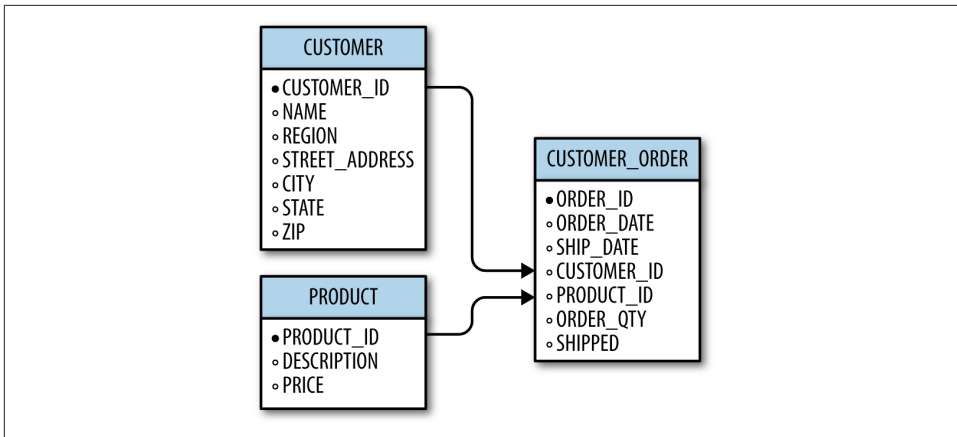 CUSTOMER
CUSTOMER_ID
NAME
REGION
STREET_ADDRESS
CITY
STATE
ZIP
PRODUCT
PRODUCT_ID
DESCRIPTION
PRICE
CUSTOMER_ORDER
ORDER_ID
ORDER_DATE
SHIP_DATE
CUSTOMER_ID
PRODUCT_ID
ORDER_QTY
SHIPPED